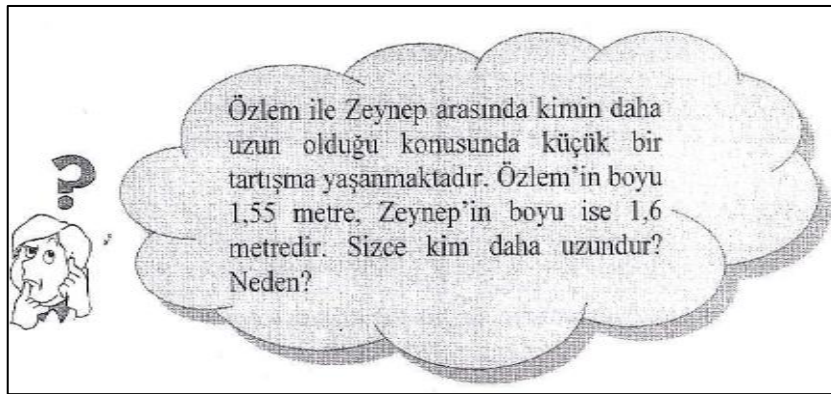 Özlem ile Zeynep arasında kimin daha
uzun olduğu konusunda küçük bir
tartışma yaşanmaktadır. Özlem'in boyu
1,55 metre, Zeynep'in boyu ise 1,6
metredir. Sizce kim daha uzundur?
Neden?
?